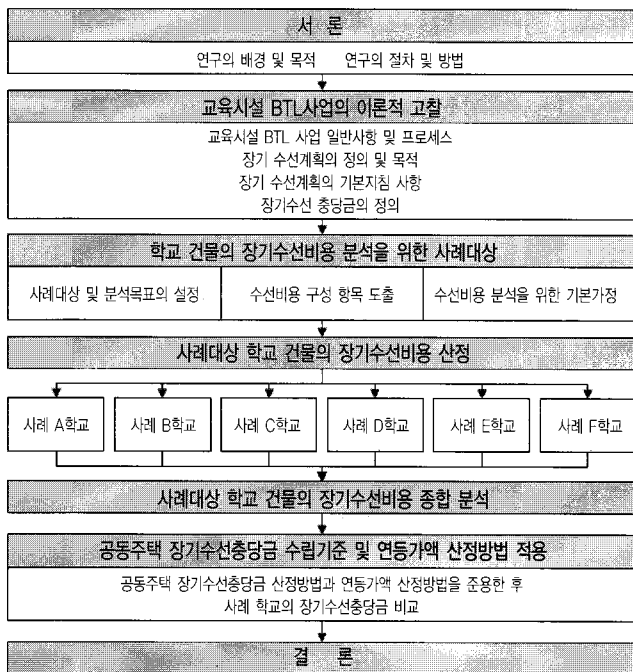 서 론
연구의 배경 및 목적 연구의 절차 및 방법
교육시설 BTL사업의 이론적 고찰
교육시설 BTL 사업 일반사항 및 프로세스
장기 수선계획의 정의 및 목적
장기 수선계획의 기본지침 사항
장기수선 충당금의 정의
학교 건물의 장기수선비용 분석을 위한 사례대상
사례대상 및 분석목표의 설정 수선비용 구성 항목 도출 수선비용 분석을 위한 기본가정
사례대상 학교 건물의 장기수선비용 산정
사례 A학교 사례 B학교 사례 C학교 사례 D학교 사례 E학교 사례 F학교
사례대상 학교 건물의 장기수선비용 종합 분석
공동주택 장기수선충당금 수립기준 및 연등가액 산정방법 적용
공동주택 장기수선충당금 산정방법과 연등가액 산정방법을 준용한 후
사례 학교의 장기수선충당금 비교
결 론